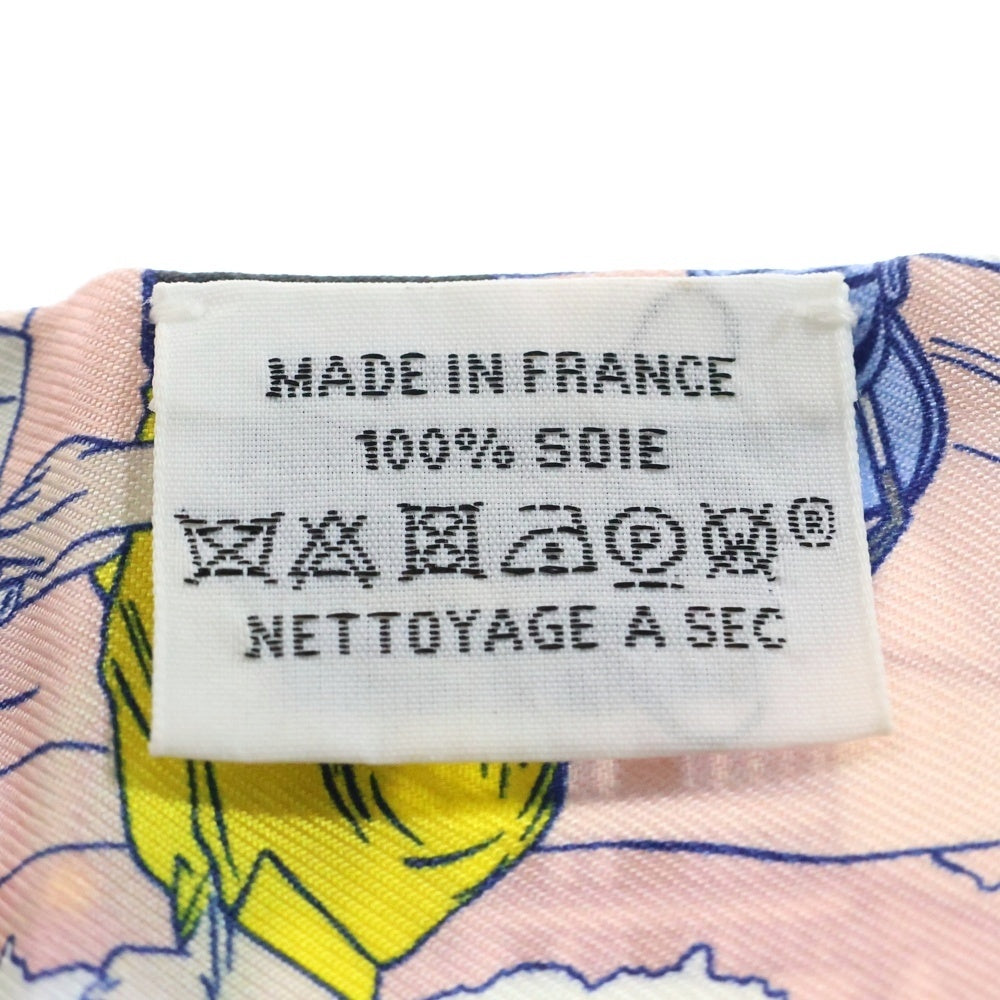 MADE IN FRANCE
100% SOIE
P W ®
NETTOYAGE A SEC